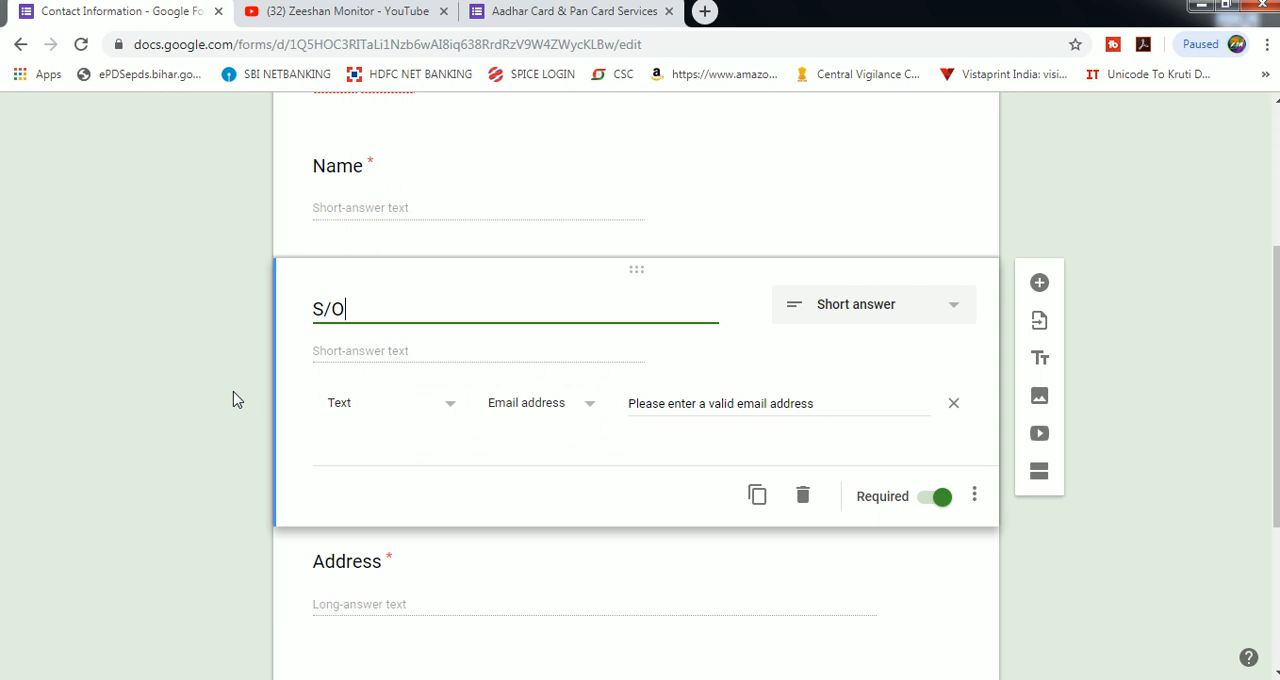 Contact Information - Google Fo
(32) Zeeshan Monitor - YouTube
Aadhar Card & Pan Card Services
docs.google.com/forms/d/1Q5HOC3RITaLi1Nzb6wAI8iq638RrdRzV9W4ZWycKLBw/edit
Paused
Apps
ePDSepds.bihar.go...
SBI NETBANKING
HDFC NET BANKING
SPICE LOGIN
CSC
https://www.amazo...
Central Vigilance C...
Vistaprint India: visi...
IT Unicode To Kruti D...
»
Name *
Short-answer text
S/O
Short answer
Short-answer text
Text
Email address
Please enter a valid email address
Required
Address *
Long-answer text